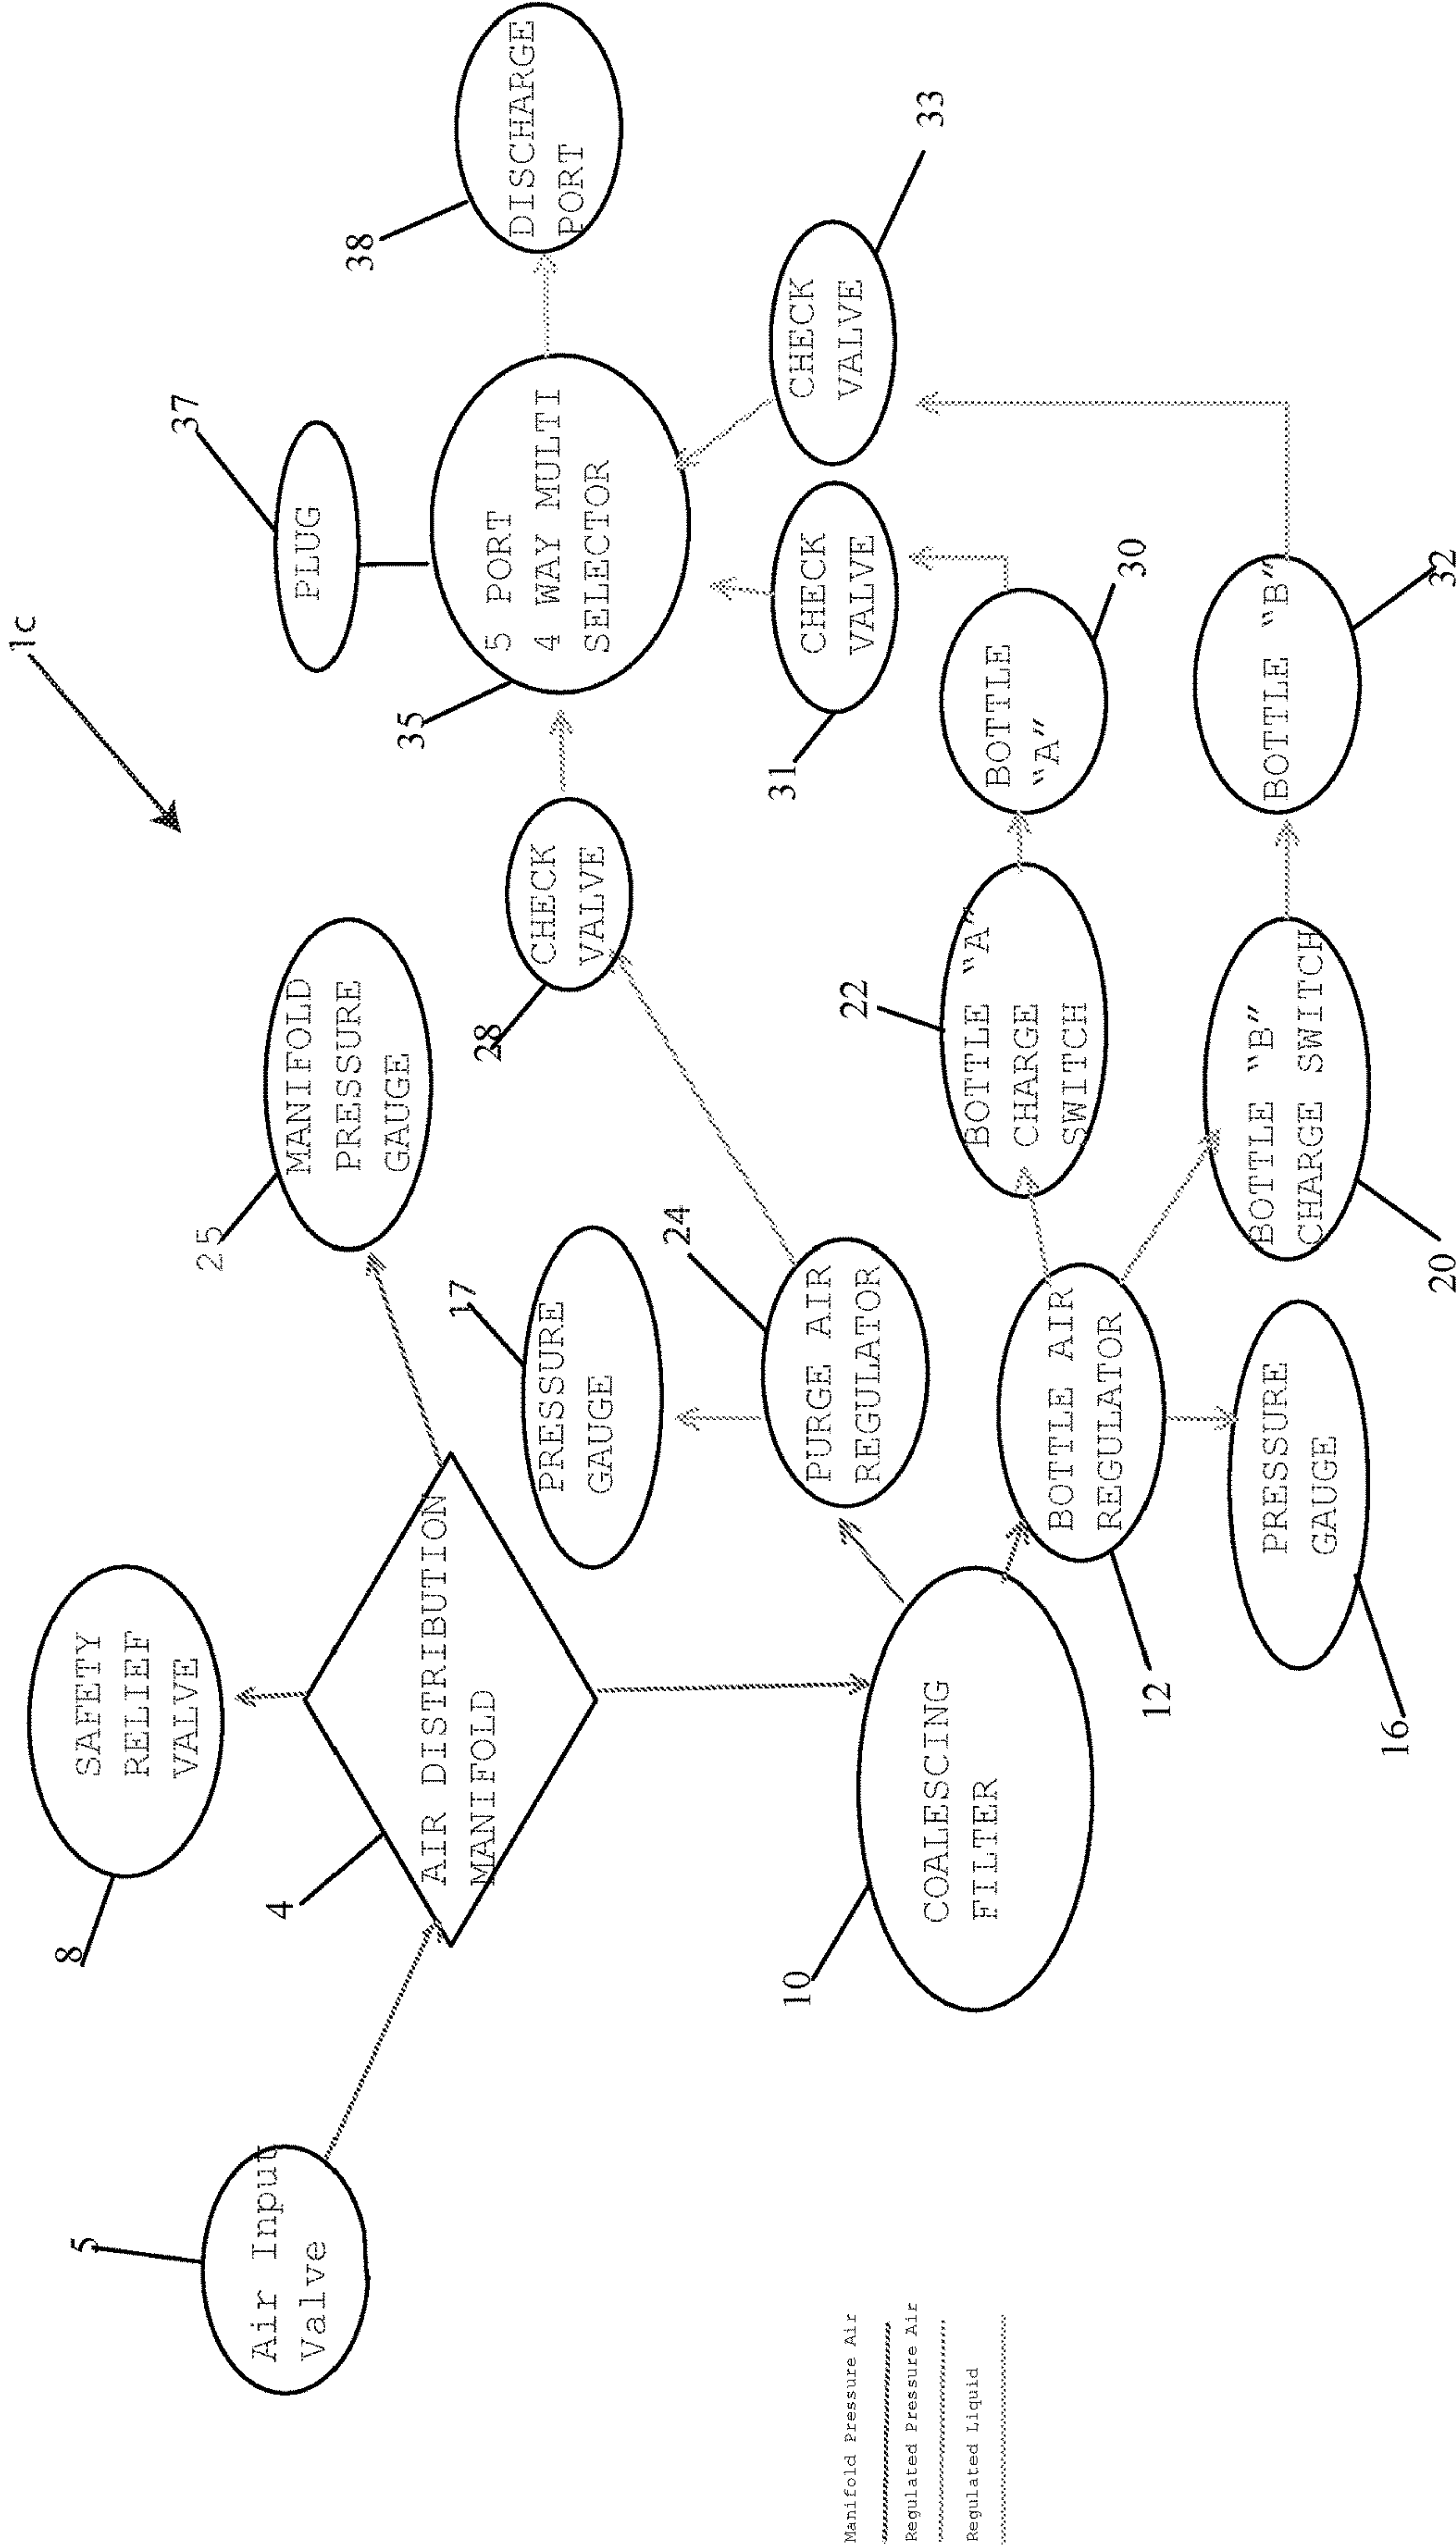 1c
5
Air Input
Valve
8
SAFETY
RELIEF
VALVE
4
AIR DISTRIBUTION
MANIFOLD
25
MANIFOLD
PRESSURE
GAUGE
37
PLUG
35
5 PORT
4 WAY MULTI
SELECTOR
38
DISCHARGE
PORT
28
CHECK
VALVE
17
PRESSURE
GAUGE
24
PURGE AIR
REGULATOR
31
CHECK
VALVE
33
CHECK
VALVE
10
COALESCING
FILTER
12
BOTTLE AIR
REGULATOR
22
BOTTLE “A”
CHARGE
SWITCH
30
BOTTLE
“A”
16
PRESSURE
GAUGE
20
BOTTLE “B”
CHARGE SWITCH
32
BOTTLE “B”
Manifold Pressure Air
Regulated Pressure Air
Regulated Liquid